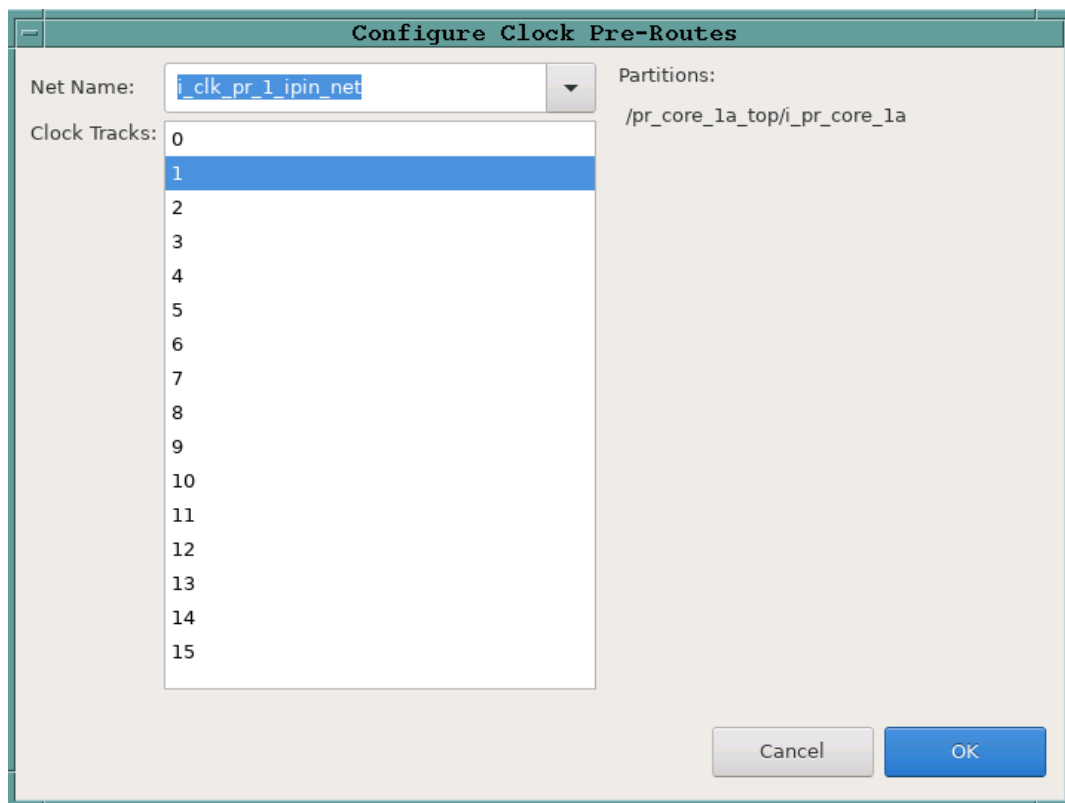 Configure Clock Pre-Routes
Net Name: i_clk_pr_1_ipin_net
Partitions:
/pr_core_1a_top/i_pr_core_1a
Clock Tracks:
0
1
2
3
4
5
6
7
8
9
10
11
12
13
14
15
Cancel
OK